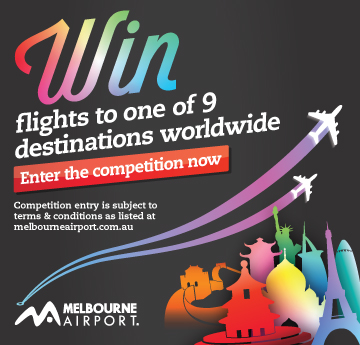 Win
flights to one of 9
destinations worldwide
Enter the competition now
Competition entry is subject to
terms & conditions as listed at
melbourneairport.com.au
MELBOURNE
AIRPORT.